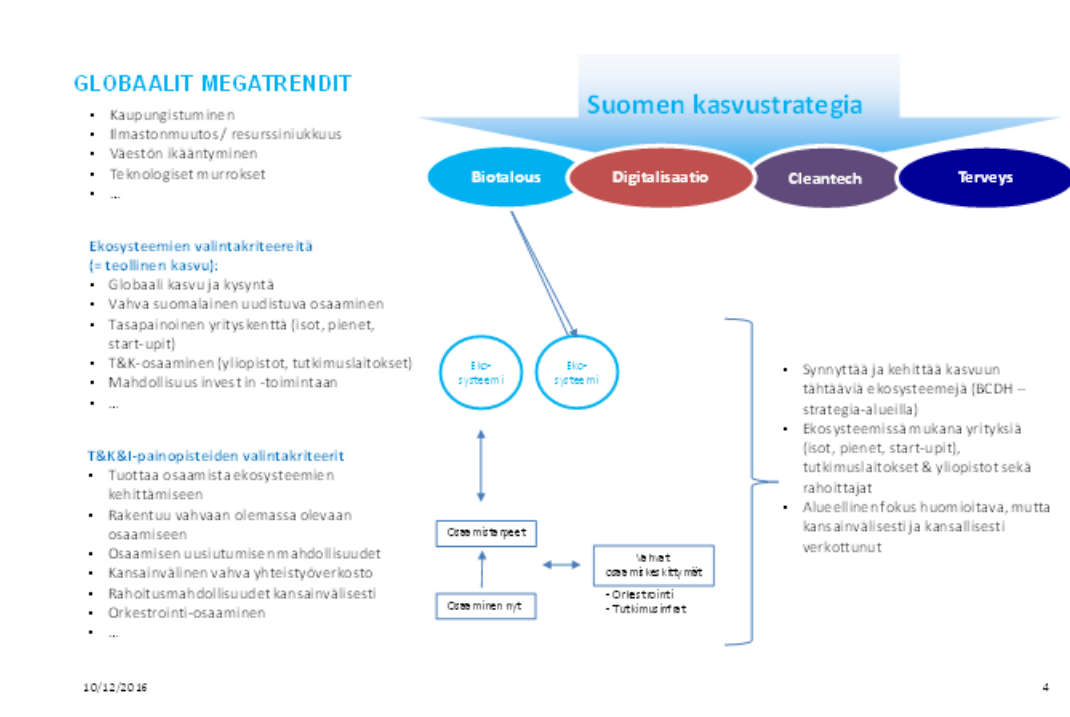 GLOBAALIT MEGATRENDIT
▪ Kaupungistuminen
▪ Ilmastonmuutos / resurssiniukkuus
▪ Väestön ikääntyminen
▪ Teknologiset murrokset
▪ ...
Suomen kasvustrategia
Biotalous
Digitalisaatio
Cleantech
Terveys
Ekosysteemien valintakriteereitä
(= teollinen kasvu):
▪ Globaali kasvu ja kysyntä
▪ Vahva suomalainen uudistuva osaaminen
▪ Tasapainoinen yrityskenttä (isot, pienet,
start-upit)
▪ T&K-osaaminen (yliopistot, tutkimuslaitokset)
▪ Mahdollisuus invest in -toimintaan
▪ ...
T&K&I-painopisteiden valintakriteerit
▪ Tuottaa osaamista ekosysteemien
kehittämiseen
▪ Rakentuu vahvaan olemassa olevaan
osaamiseen
▪ Osaamisen uusiutumisen mahdollisuudet
▪ Kansainvälinen vahva yhteistyöverkosto
▪ Rahoitusmahdollisuudet kansainvälisesti
▪ Orkestrointi-osaaminen
▪ ...
Eko-
systeemi
Eko-
systeemi
Osaamistarpeet
Osaaminen nyt
Vahvat
osaamiskeskittymät
- Orkestrointi
- Tutkimusinfrat
▪ Synnyttää ja kehittää kasvuun
tähtääviä ekosysteemejä (BCDH –
strategia-alueilla)
▪ Ekosysteemissä mukana yrityksiä
(isot, pienet, start-upit),
tutkimuslaitokset & yliopistot sekä
rahoittajat
▪ Alueellinen fokus huomioitava, mutta
kansainvälisesti ja kansallisesti
verkottunut
10/12/2016
4